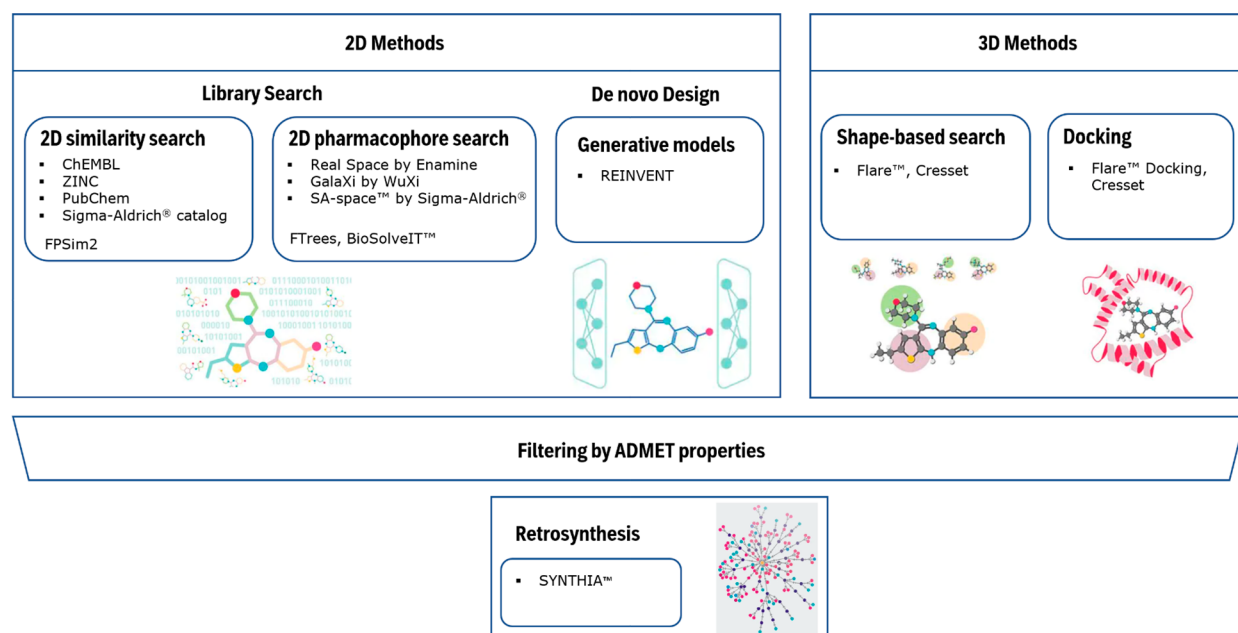 2D Methods
3D Methods
Library Search
De novo Design
2D similarity search
▪ ChEMBL
▪ ZINC
▪ PubChem
▪ Sigma-Aldrich® catalog
FPSim2
2D pharmacophore search
▪ Real Space by Enamine
▪ GalaXi by WuXi
▪ SA-space™ by Sigma-Aldrich®
FTrees, BioSolveIT™
Generative models
▪ REINVENT
Shape-based search
▪ Flare™, Cresset
Docking
▪ Flare™ Docking,
Cresset
Filtering by ADMET properties
Retrosynthesis
▪ SYNTHIA™